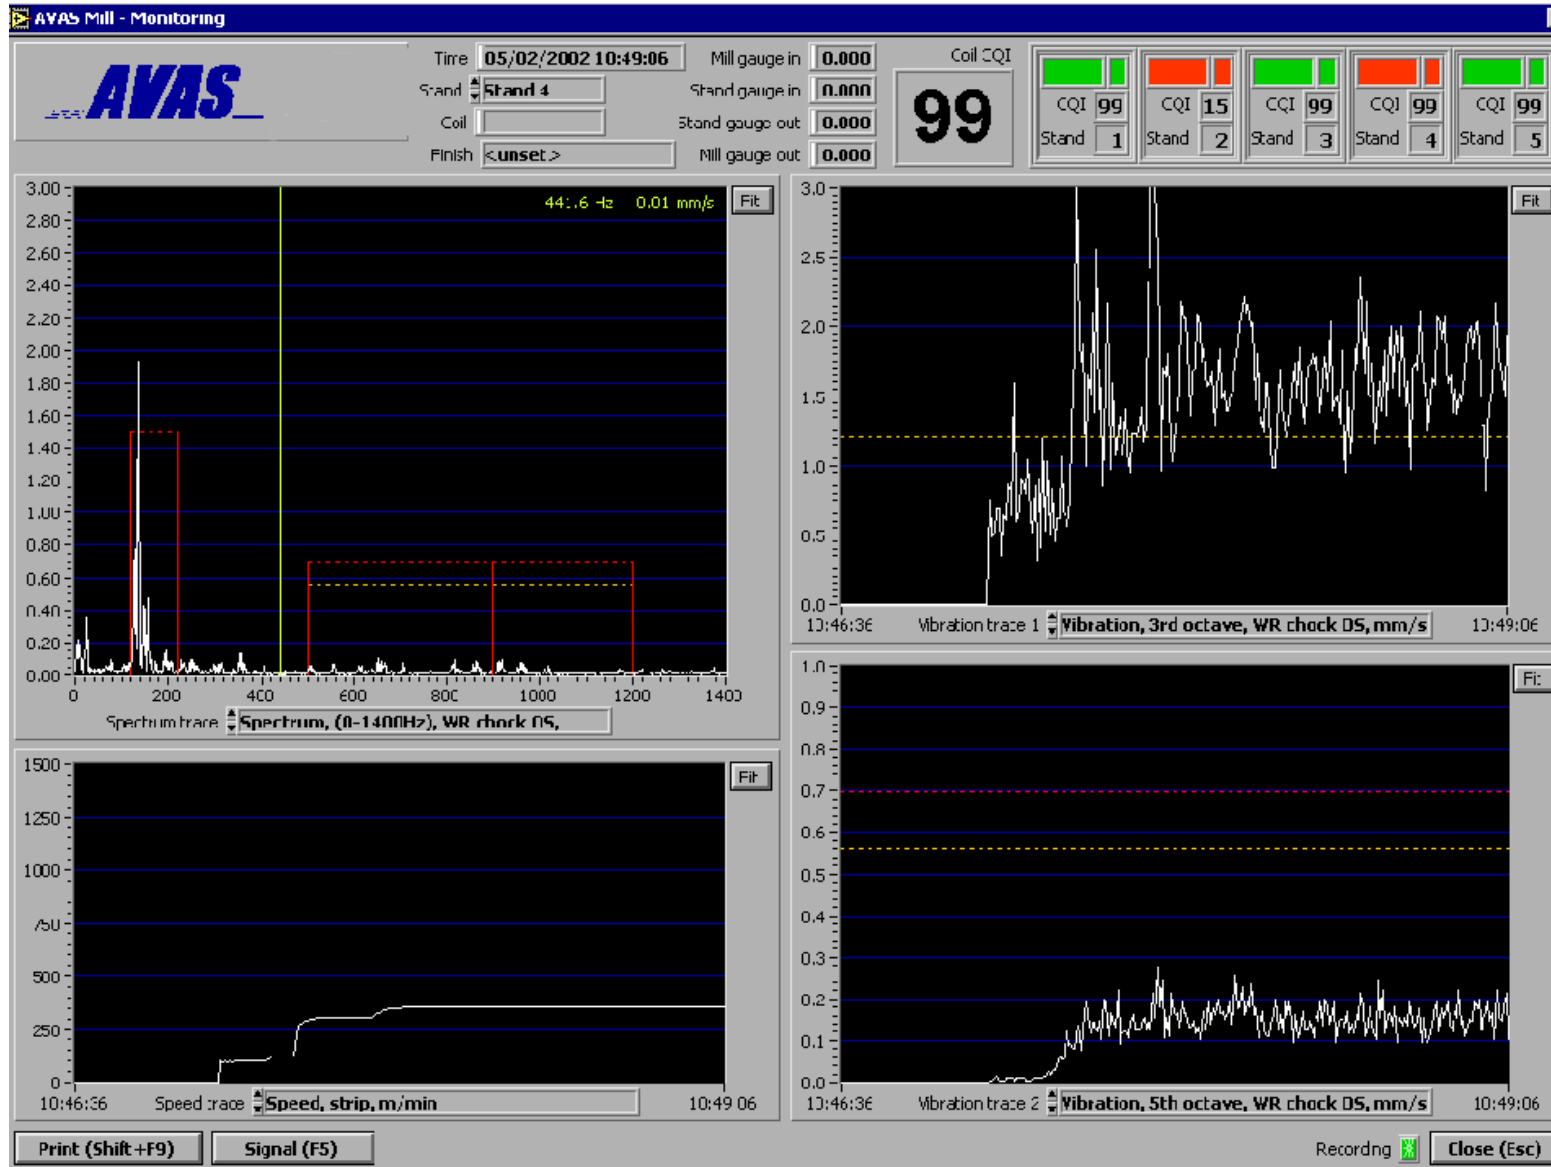 AVAS Mill - Monitoring
AVAS
Time 05/02/2002 10:49:06
Stand Stand 4
Coil
Finish <unset>
Mill gauge in 0.000
Stand gauge in 0.000
Stand gauge out 0.000
Mill gauge out 0.000
Coil CQI
99
CQI 99 CQI 15 CQI 99 CQI 99 CQI 99
Stand 1 Stand 2 Stand 3 Stand 4 Stand 5
441.6 Hz 0.01 mm/s
Fit
3.00
2.80
2.60
2.40
2.20
2.00
1.80
1.60
1.40
1.20
1.00
0.80
0.60
0.40
0.20
0.00
0 200 400 600 800 1000 1200 1400
Spectrum trace Spectrum, (0-1400Hz), WR chock OS,
Fit
3.0
2.5
2.0
1.5
1.0
0.5
0.0
10:46:36 Vibration trace 1 Vibration, 3rd octave, WR chock OS, mm/s 10:49:06
Fit
1500
1250
1000
750
500
250
0
10:46:36 Speed trace Speed, strip, m/min 10:49:06
Fit
1.0
0.9
0.8
0.7
0.6
0.5
0.4
0.3
0.2
0.1
0.0
10:46:36 Vibration trace 2 Vibration, 5th octave, WR chock OS, mm/s 10:49:06
Print (Shift+F9) Signal (F5) Recording Close (Esc)